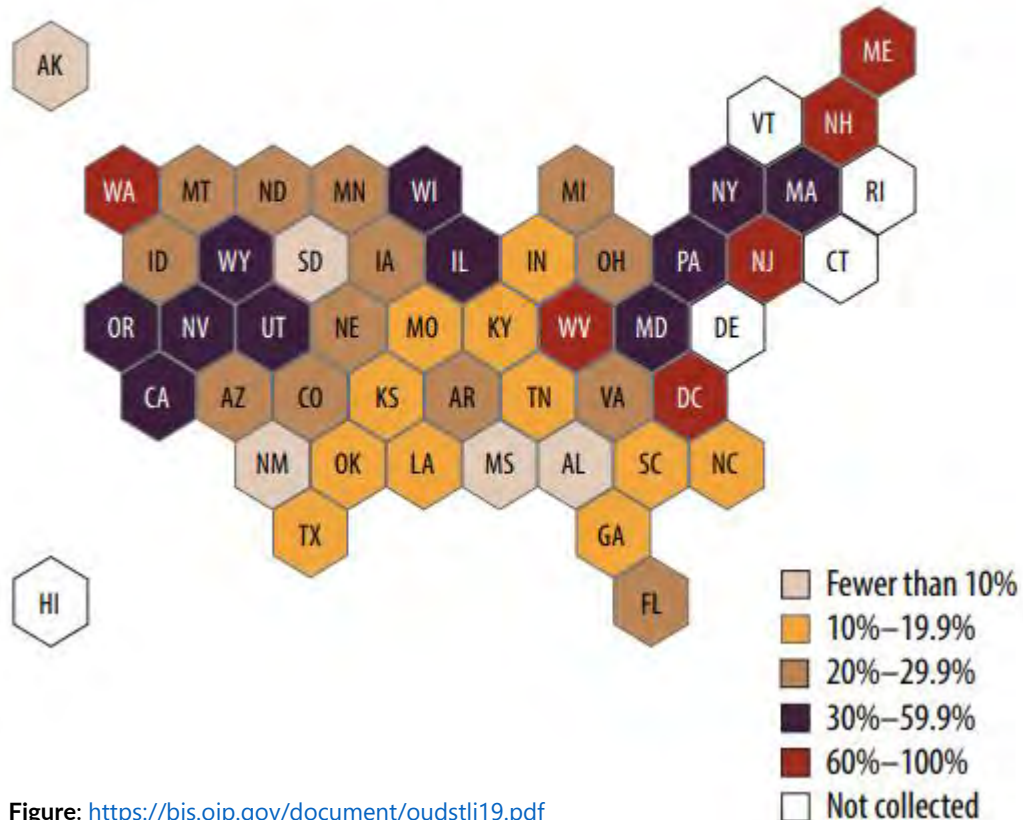 ME
AK
VT NH
WA MT ND MN WI MI NY MA RI
ID WY SD IA IL IN OH PA NJ CT
OR NV UT NE MO KY WV MD DE
CA AZ CO KS AR TN VA DC
NM OK LA MS AL SC NC
TX GA
HI FL
Fewer than 10%
10%–19.9%
20%–29.9%
30%–59.9%
60%–100%
Not collected
Figure: https://bjs.ojp.gov/document/oudstlj19.pdf